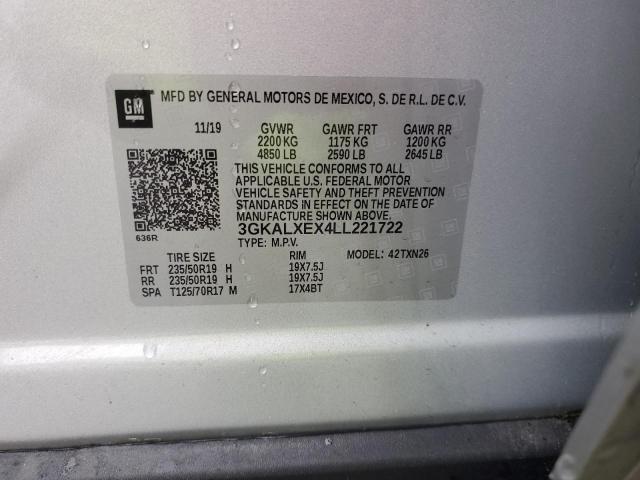 GM
MFD BY GENERAL MOTORS DE MEXICO, S. DE R.L. DE C.V.
11/19 GVWR GAWR FRT GAWR RR
2200 KG 1175 KG 1200 KG
4850 LB 2590 LB 2645 LB
THIS VEHICLE CONFORMS TO ALL
APPLICABLE U.S. FEDERAL MOTOR
VEHICLE SAFETY AND THEFT PREVENTION
STANDARDS IN EFFECT ON THE DATE OF
MANUFACTURE SHOWN ABOVE.
3GKALXEX4LL221722
636R
TYPE: M.P.V. MODEL: 42TXN26
TIRE SIZE RIM
FRT 235/50R19 H 19X7.5J
RR 235/50R19 H 19X7.5J
SPA T125/70R17 M 17X4BT